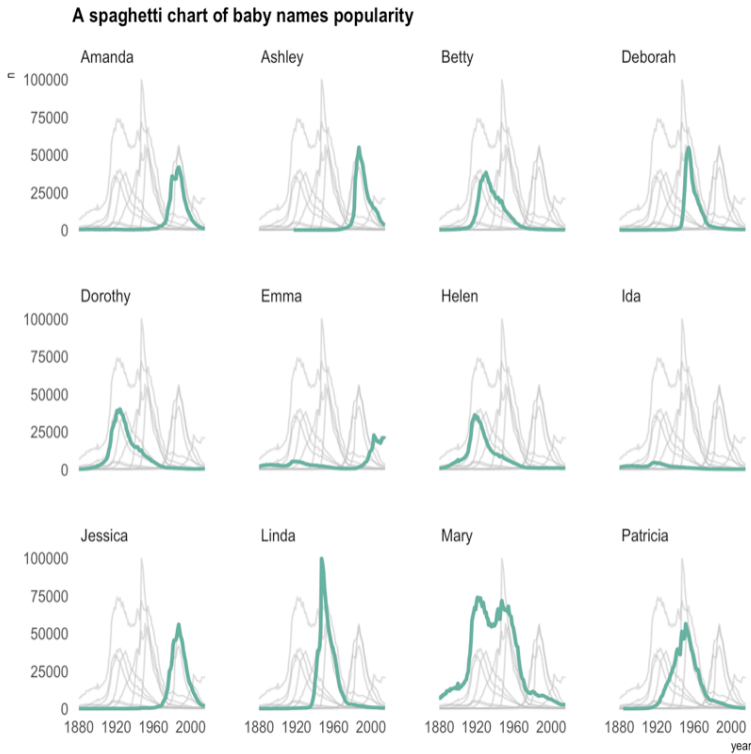 A spaghetti chart of baby names popularity
Amanda Ashley Betty Deborah
n
100000
75000
50000
25000
0
Dorothy Emma Helen Ida
100000
75000
50000
25000
0
Jessica Linda Mary Patricia
100000
75000
50000
25000
0
1880 1920 1960 2000 1880 1920 1960 2000 1880 1920 1960 2000 1880 1920 1960 2000
year